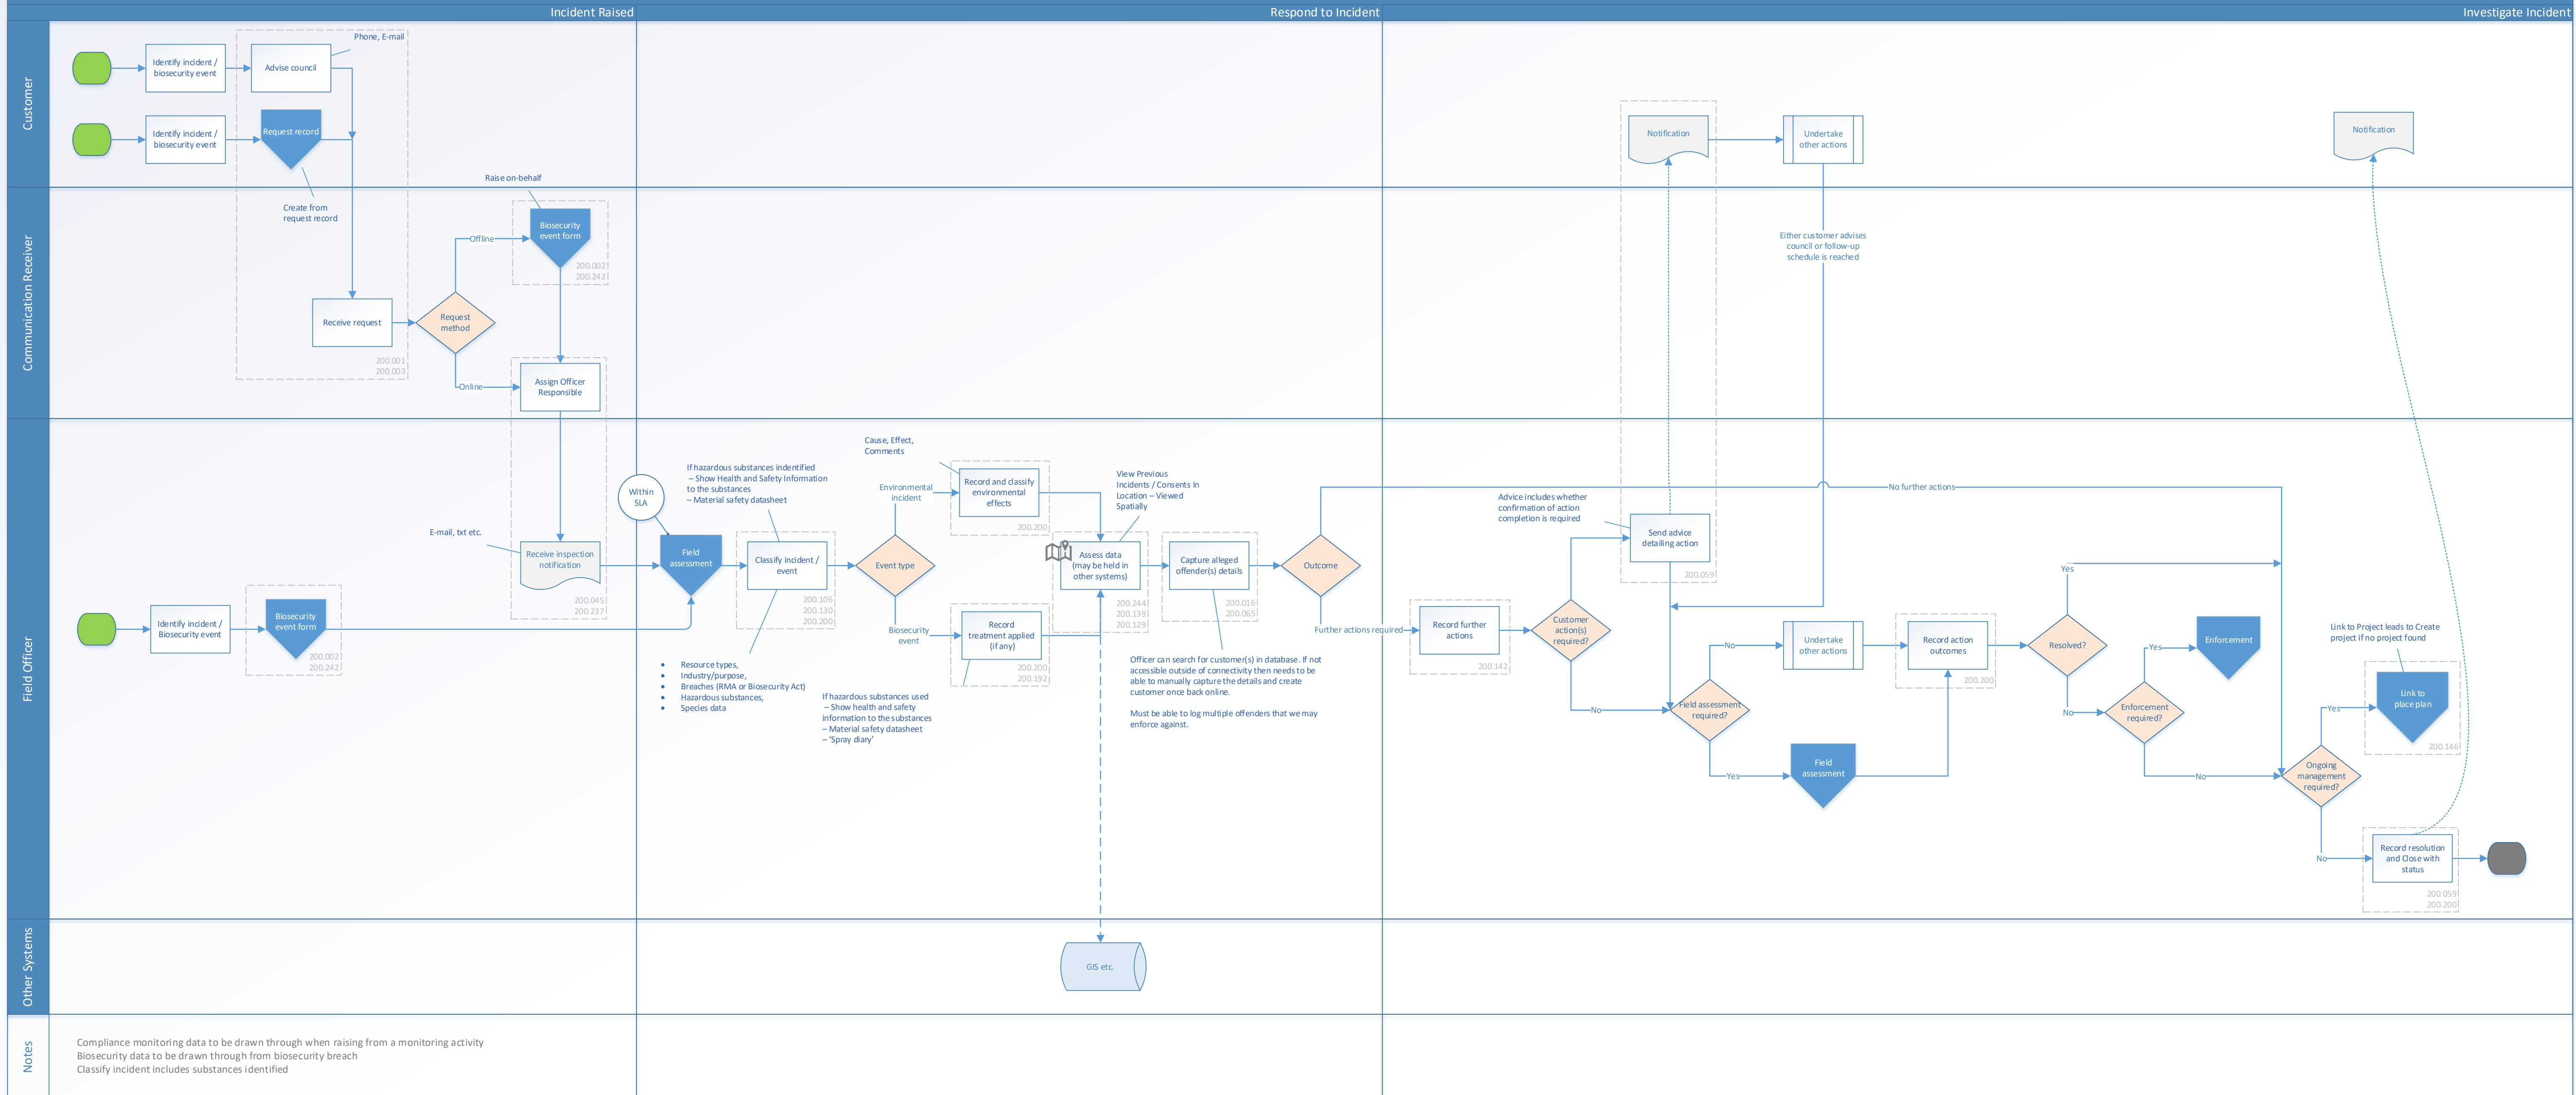 Incident Raised
Respond to Incident
Investigate Incident
Customer
Identify incident /
biosecurity event
Advise council
Phone, E-mail
Identify incident /
biosecurity event
Request record
Create from
request record
Notification
Undertake
other actions
Notification
Communication Receiver
Raise on-behalf
Biosecurity
event form
200.002
200.242
Offline
Receive request
Request
method
200.001
200.003
Online
Assign Officer
Responsible
Either customer advises
council or follow-up
schedule is reached
Field Officer
E-mail, txt etc.
Receive inspection
notification
200.045
200.237
Identify incident /
Biosecurity event
Biosecurity
event form
200.002
200.242
Within
SLA
Field
assessment
If hazardous substances indentified
– Show Health and Safety Information
to the substances
– Material safety datasheet
Classify incident /
event
200.106
200.130
200.200
• Resource types,
• Industry/purpose,
• Breaches (RMA or Biosecurity Act)
• Hazardous substances,
• Species data
Event type
Environmental
incident
Cause, Effect,
Comments
Record and classify
environmental
effects
200.200
Biosecurity
event
Record
treatment applied
(if any)
200.200
200.192
If hazardous substances used
– Show health and safety
information to the substances
– Material safety datasheet
– ‘Spray diary’
View Previous
Incidents / Consents In
Location – Viewed
Spatially
Assess data
(may be held in
other systems)
200.244
200.139
200.129
Capture alleged
offender(s) details
200.016
200.065
Officer can search for customer(s) in database. If not
accessible outside of connectivity then needs to be
able to manually capture the details and create
customer once back online.
Must be able to log multiple offenders that we may
enforce against.
Outcome
No further actions
Further actions required
Record further
actions
200.142
Customer
action(s)
required?
Advice includes whether
confirmation of action
completion is required
Send advice
detailing action
200.059
No
Field assessment
required?
No
Undertake
other actions
Yes
Field
assessment
Record action
outcomes
200.200
Resolved?
Yes
No
Enforcement
required?
Yes
Enforcement
No
Ongoing
management
required?
Link to Project leads to Create
project if no project found
Yes
Link to
place plan
200.146
No
Record resolution
and Close with
status
200.059
200.200
Other Systems
GIS etc.
Notes
Compliance monitoring data to be drawn through when raising from a monitoring activity
Biosecurity data to be drawn through from biosecurity breach
Classify incident includes substances identified